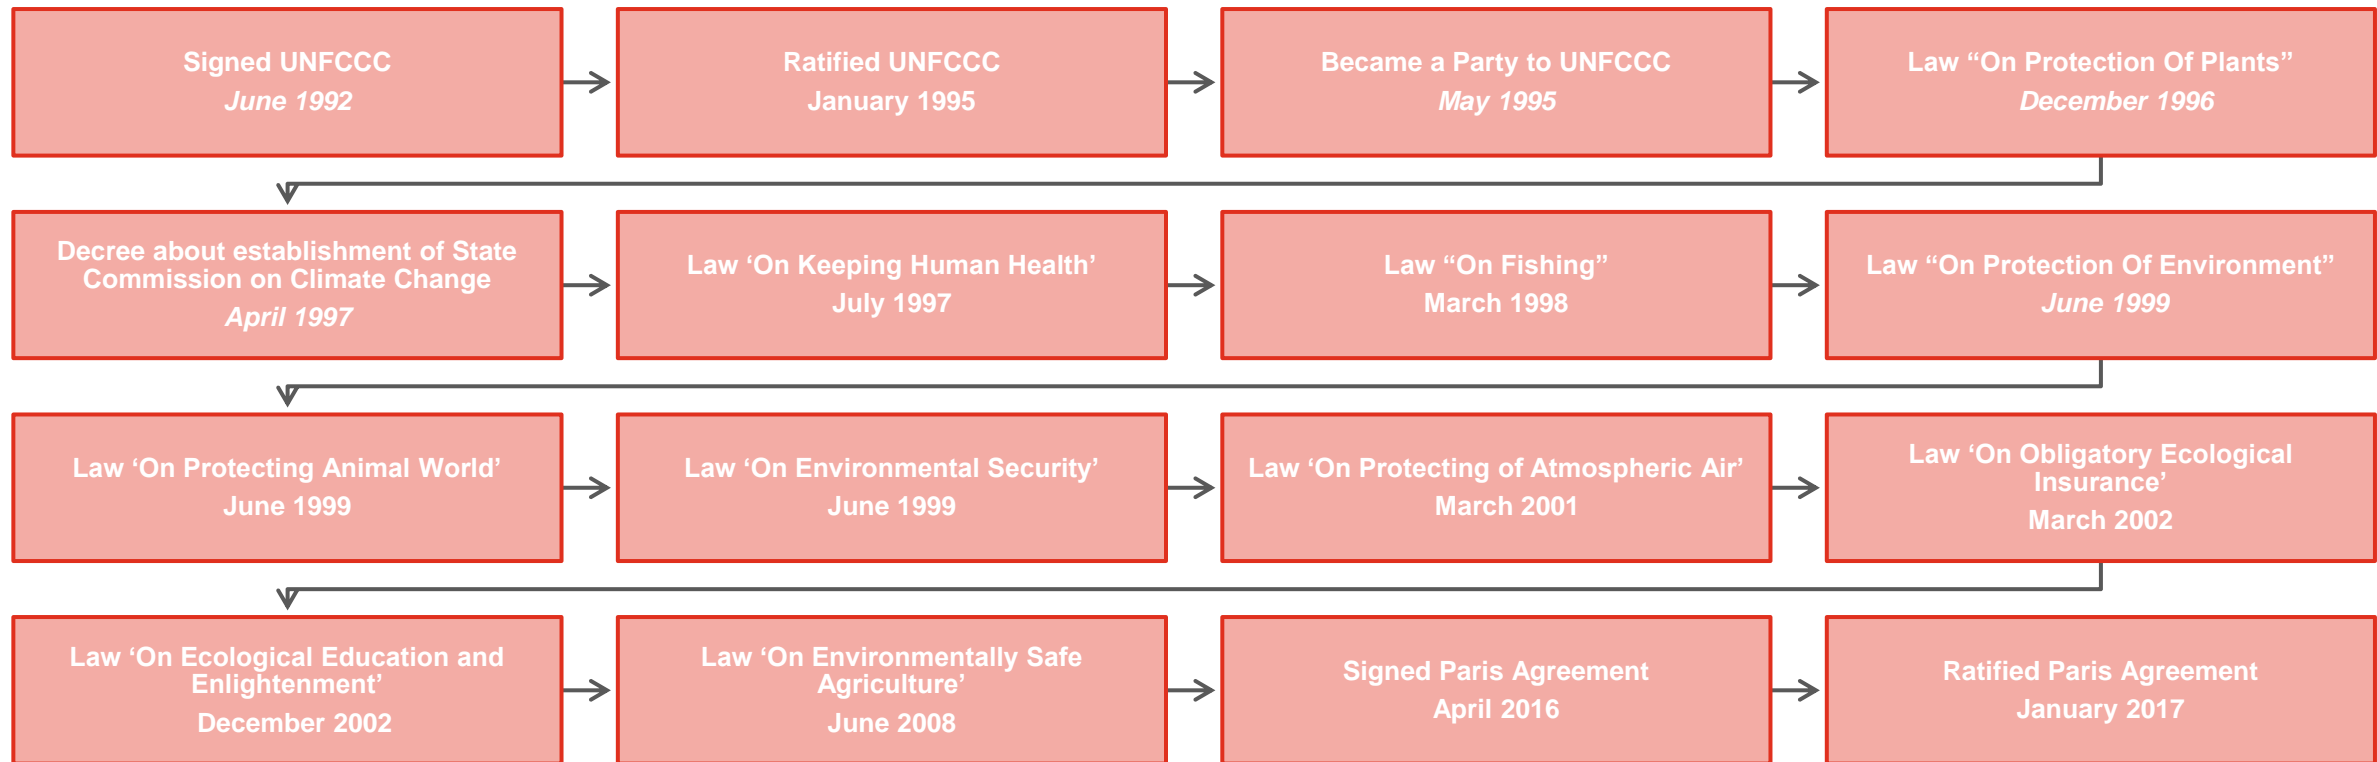 Signed UNFCCC
June 1992
Ratified UNFCCC
January 1995
Became a Party to UNFCCC
May 1995
Law “On Protection Of Plants”
December 1996
Decree about establishment of State
Commission on Climate Change
April 1997
Law ‘On Keeping Human Health’
July 1997
Law “On Fishing”
March 1998
Law “On Protection Of Environment”
June 1999
Law ‘On Protecting Animal World’
June 1999
Law ‘On Environmental Security’
June 1999
Law ‘On Protecting of Atmospheric Air’
March 2001
Law ‘On Obligatory Ecological
Insurance’
March 2002
Law ‘On Ecological Education and
Enlightenment’
December 2002
Law ‘On Environmentally Safe
Agriculture’
June 2008
Signed Paris Agreement
April 2016
Ratified Paris Agreement
January 2017